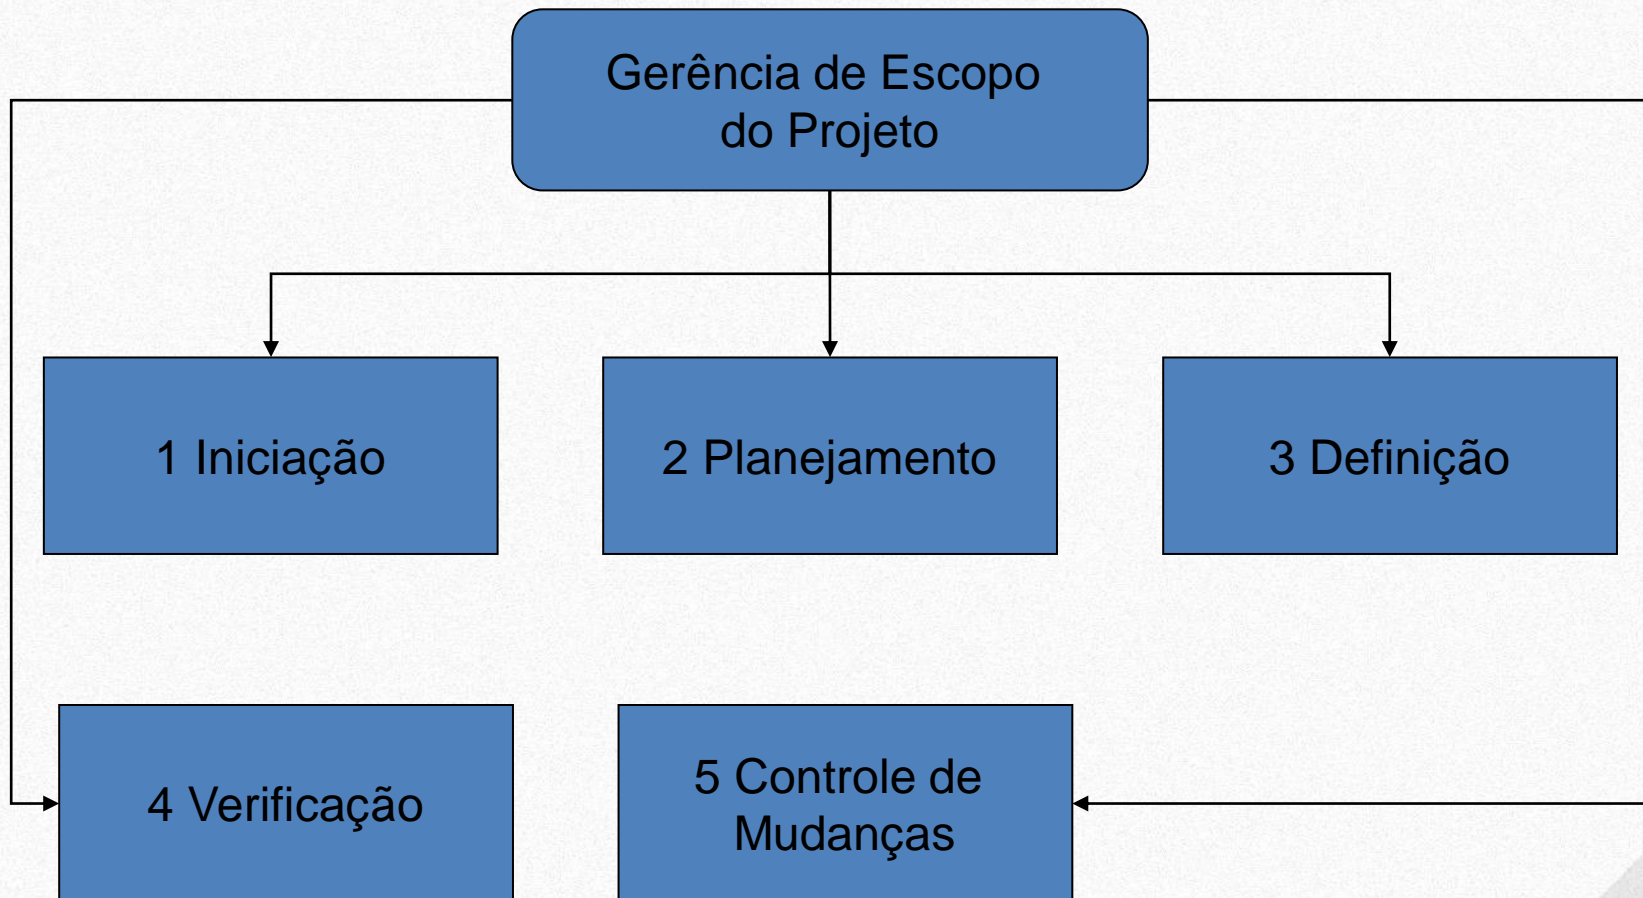 Gerência de Escopo
do Projeto
1 Iniciação
2 Planejamento
3 Definição
4 Verificação
5 Controle de
Mudanças